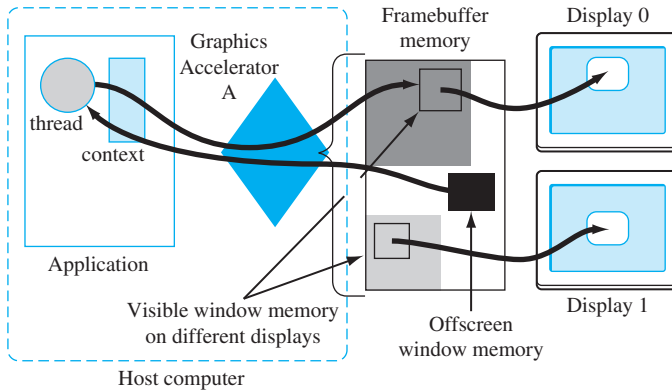 Graphics
Accelerator
A
Framebuffer
memory
Display 0
thread
context
Application
Visible window memory
on different displays
Offscreen
window memory
Display 1
Host computer